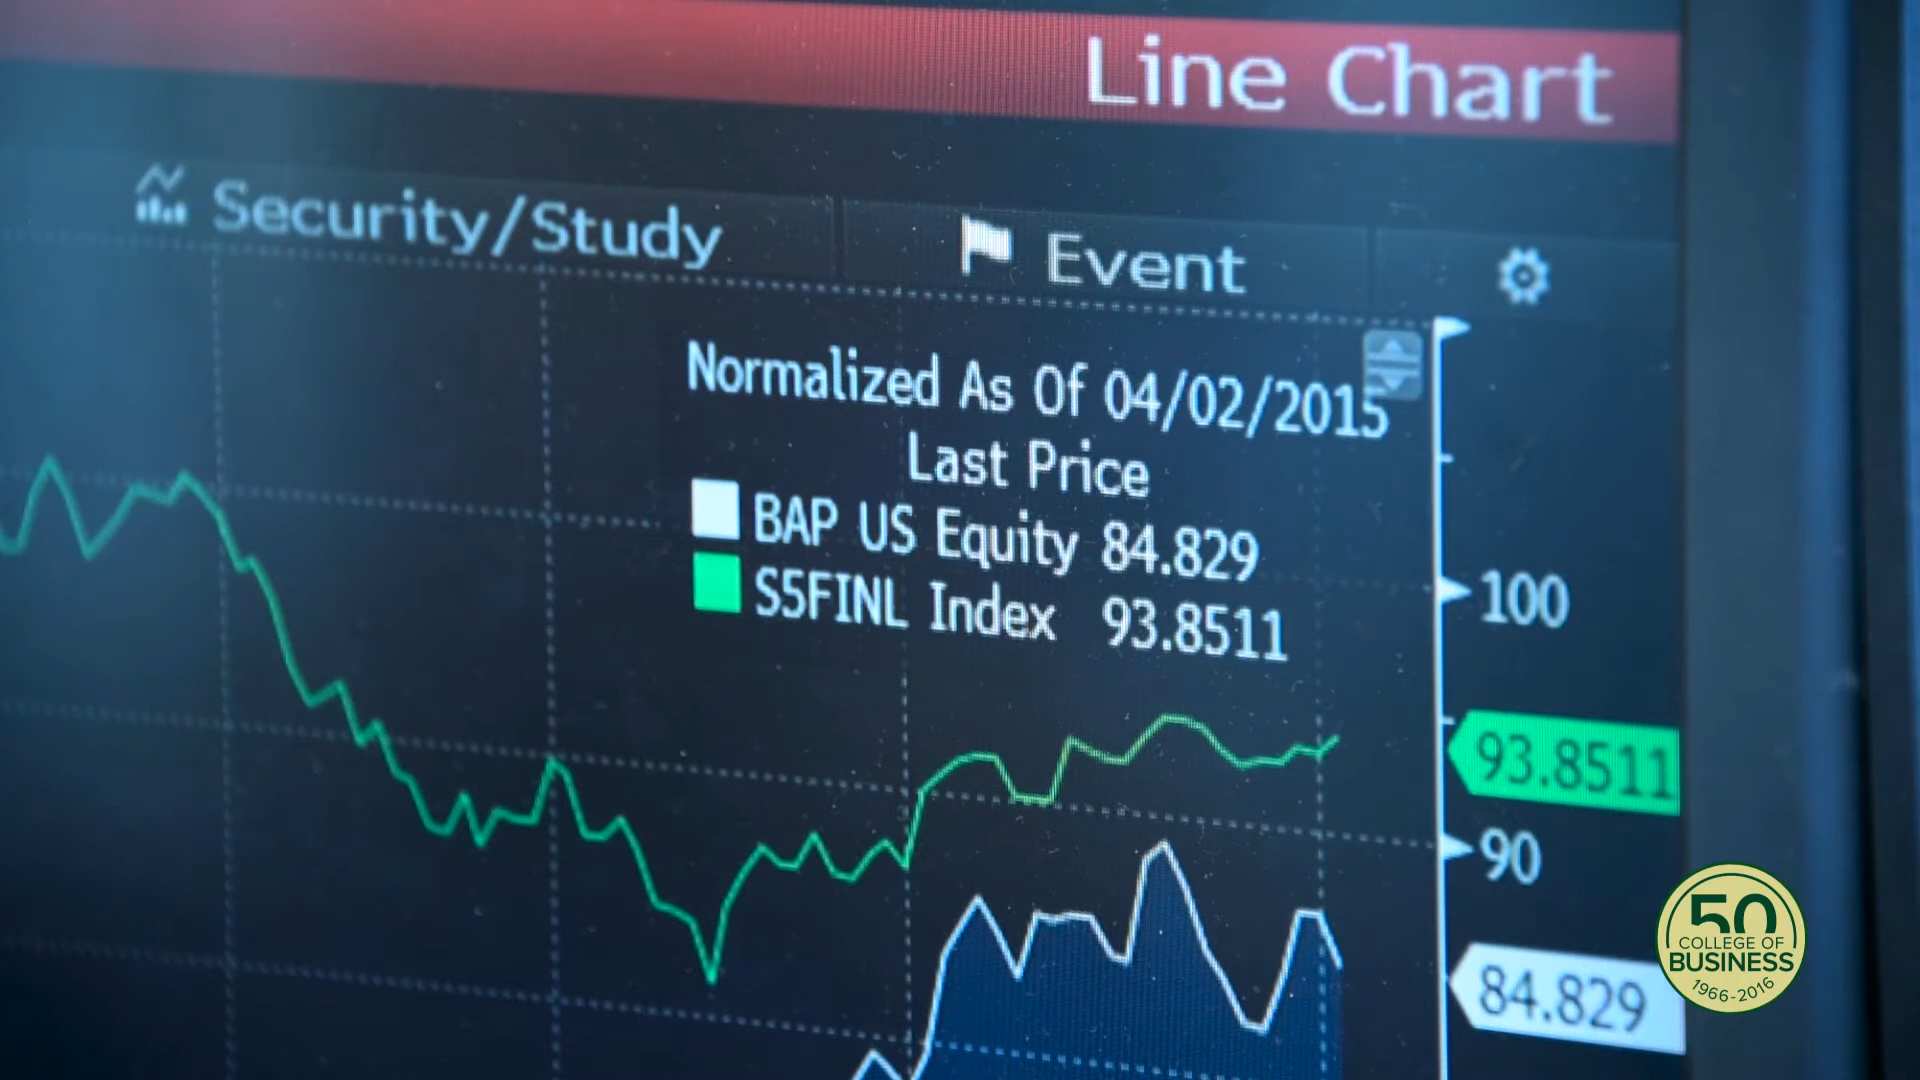 Line Chart
Security/Study
Event
Normalized As Of 04/02/2015
Last Price
BAP US Equity 84.829
S5FINL Index 93.8511
100
93.8511
90
84.829
50
COLLEGE OF
BUSINESS
1966-2016